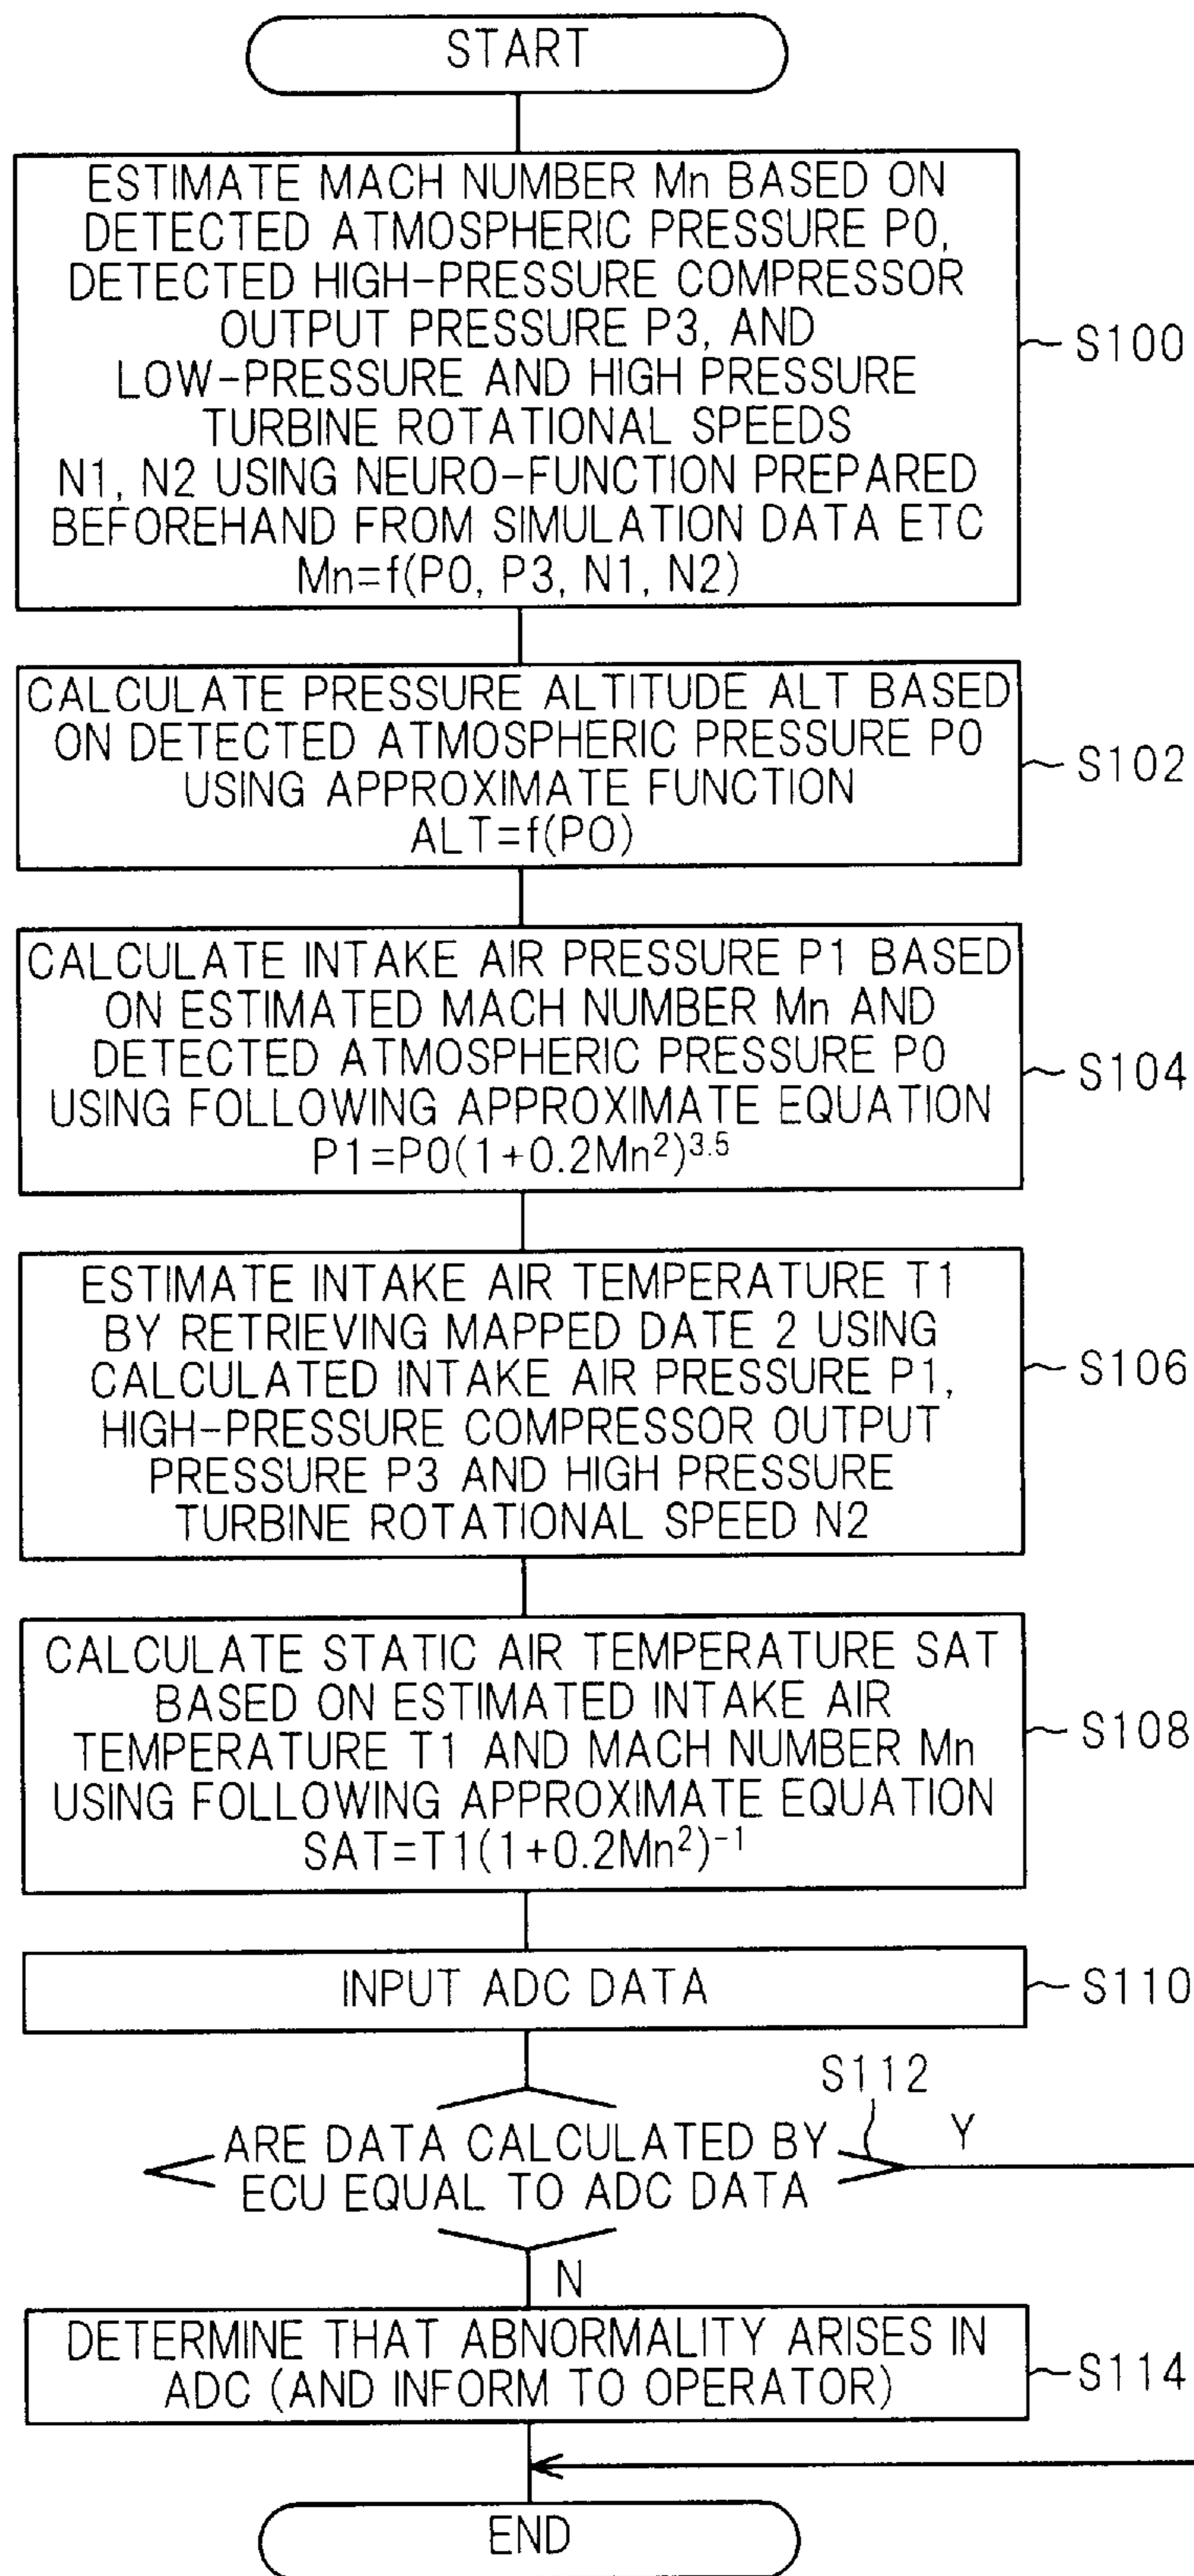 START
ESTIMATE MACH NUMBER Mn BASED ON
DETECTED ATMOSPHERIC PRESSURE P0,
DETECTED HIGH-PRESSURE COMPRESSOR
OUTPUT PRESSURE P3, AND
LOW-PRESSURE AND HIGH PRESSURE
TURBINE ROTATIONAL SPEEDS
N1, N2 USING NEURO-FUNCTION PREPARED
BEFOREHAND FROM SIMULATION DATA ETC
Mn=f(P0, P3, N1, N2)
S100
CALCULATE PRESSURE ALTITUDE ALT BASED
ON DETECTED ATMOSPHERIC PRESSURE P0
USING APPROXIMATE FUNCTION
ALT=f(P0)
S102
CALCULATE INTAKE AIR PRESSURE P1 BASED
ON ESTIMATED MACH NUMBER Mn AND
DETECTED ATMOSPHERIC PRESSURE P0
USING FOLLOWING APPROXIMATE EQUATION
P1=P0(1+0.2Mn²)³·⁵
S104
ESTIMATE INTAKE AIR TEMPERATURE T1
BY RETRIEVING MAPPED DATE 2 USING
CALCULATED INTAKE AIR PRESSURE P1,
HIGH-PRESSURE COMPRESSOR OUTPUT
PRESSURE P3 AND HIGH PRESSURE
TURBINE ROTATIONAL SPEED N2
S106
CALCULATE STATIC AIR TEMPERATURE SAT
BASED ON ESTIMATED INTAKE AIR
TEMPERATURE T1 AND MACH NUMBER Mn
USING FOLLOWING APPROXIMATE EQUATION
SAT=T1(1+0.2Mn²)⁻¹
S108
INPUT ADC DATA
S110
S112
ARE DATA CALCULATED BY
ECU EQUAL TO ADC DATA
Y
N
DETERMINE THAT ABNORMALITY ARISES IN
ADC (AND INFORM TO OPERATOR)
S114
END